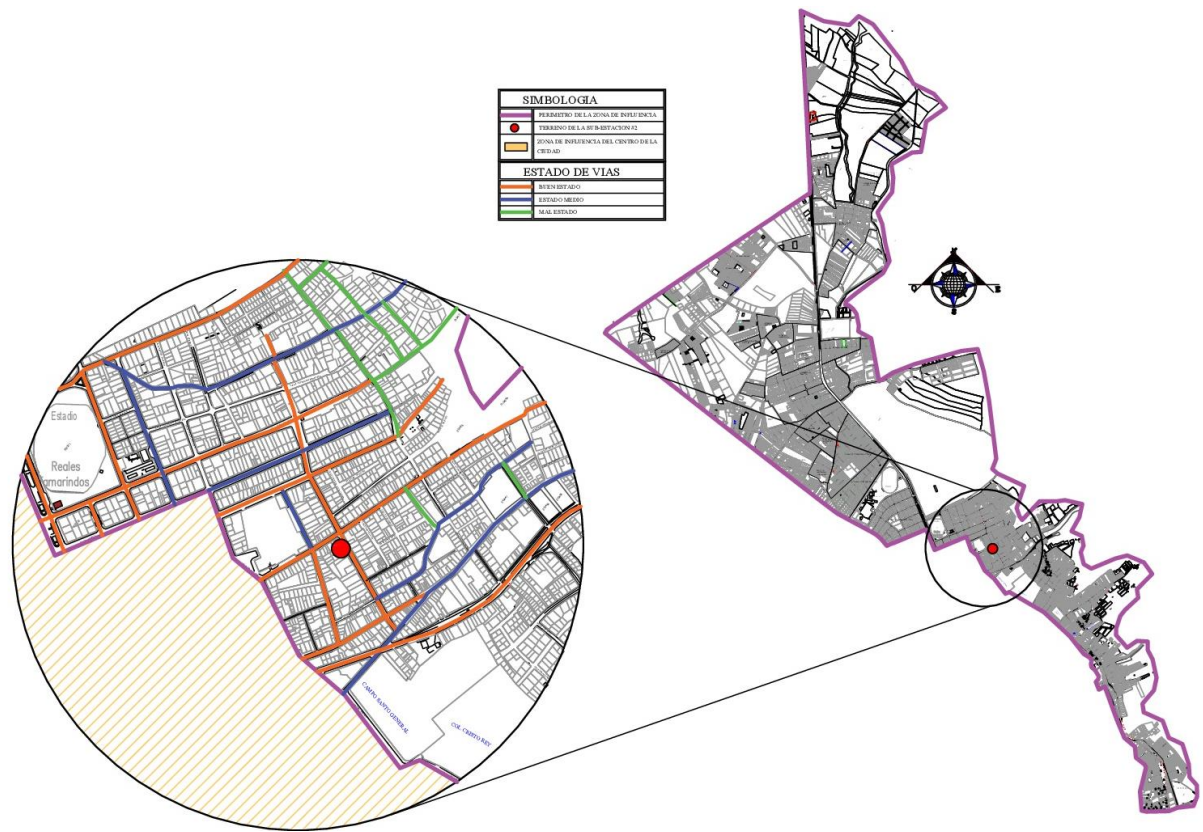 SIMBOLOGIA
PERIMETRO DE LA ZONA DE INFLUENCIA
TERRENO DE LA SUB-ESTACION #2
ZONA DE INFLUENCIA DEL CENTRO DE LA
CIUDAD
ESTADO DE VIAS
BUEN ESTADO
ESTADO MEDIO
MAL ESTADO
Estadio
Reales
amarindos
CAMPO SANTO GENERAL
COL. CRISTO REY